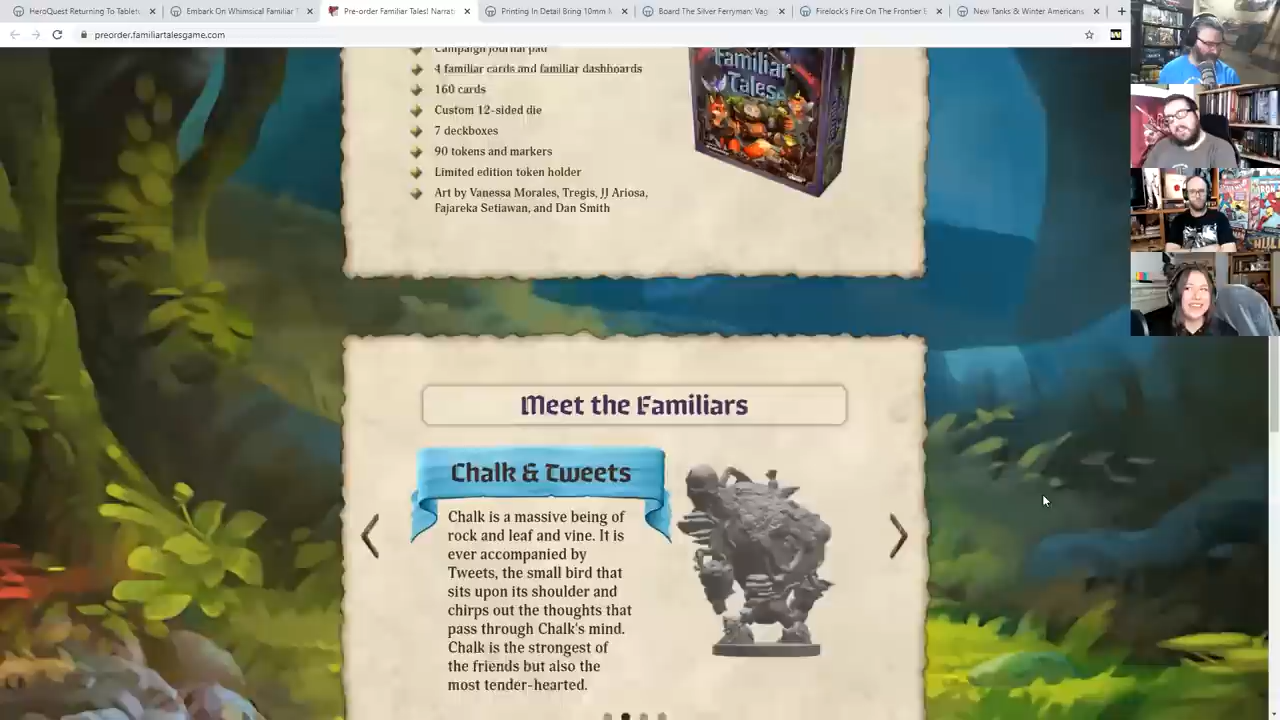 HeroQuest Returning To Tablet
Embark On Whimsical Familiar T
Pre-order Familiar Tales! Narrati
Printing In Detail Bring 10mm M
Board The Silver Ferryman; Vag
Firelock's Fire On The Frontier E
New Tanks & Winter Americans
preorder.familiartalesgame.com
Campaign journal pad
4 familiar cards and familiar dashboards
160 cards
Custom 12-sided die
7 deckboxes
90 tokens and markers
Limited edition token holder
Art by Vanessa Morales, Tregis, JJ Ariosa,
Fajareka Setiawan, and Dan Smith
Familiar
Tales
Meet the Familiars
Chalk & Tweets
Chalk is a massive being of
rock and leaf and vine. It is
ever accompanied by
Tweets, the small bird that
sits upon its shoulder and
chirps out the thoughts that
pass through Chalk's mind.
Chalk is the strongest of
the friends but also the
most tender-hearted.